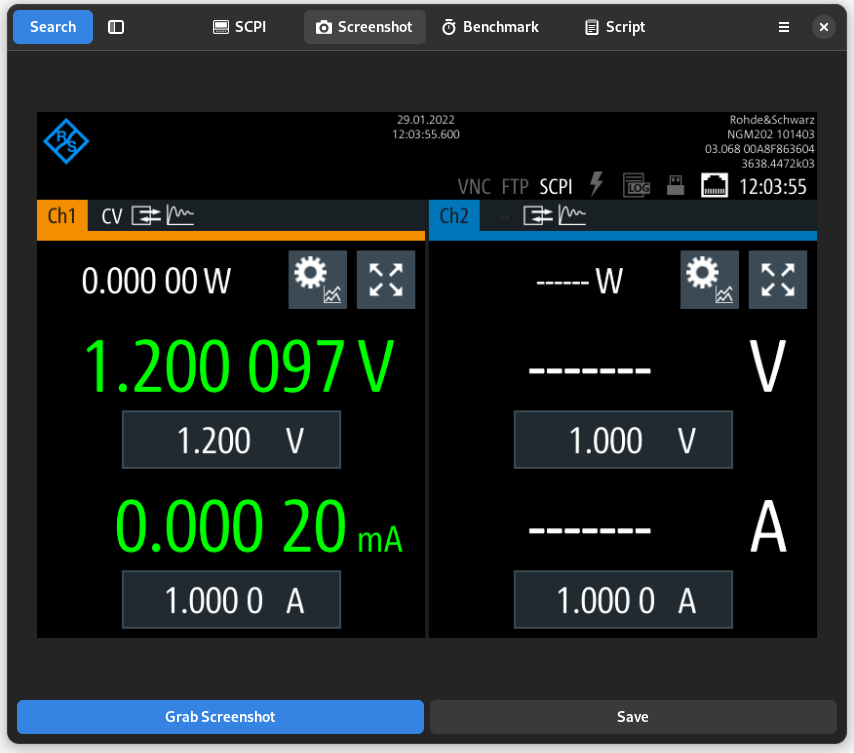 Search SCPI Screenshot Benchmark Script
R&S
29.01.2022
12:03:55.600
Rohde&Schwarz
NGM202 101403
03.068 00A8F863604
3638.4472k03
VNC FTP SCPI LOG 12:03:55
Ch1 CV
Ch2 --
0.000 00 W
------ W
1.200 097 V
------- V
1.200 V
1.000 V
0.000 20 mA
------- A
1.000 0 A
1.000 0 A
Grab Screenshot
Save